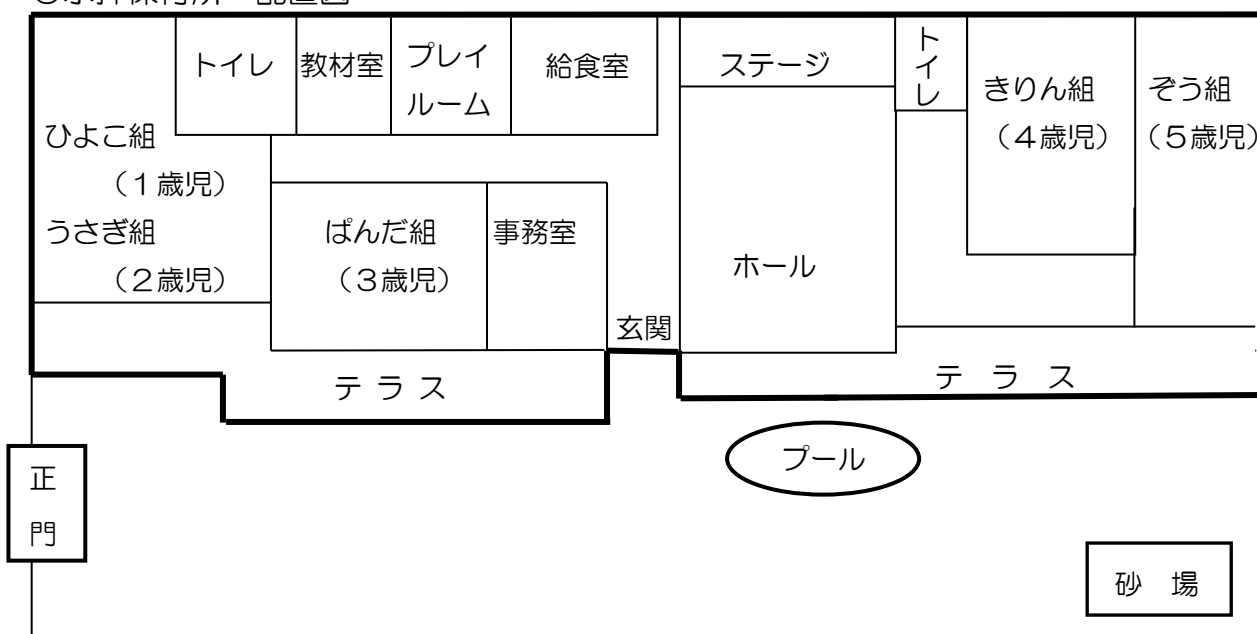 トイレ
教材室
プレイ
ルーム
給食室
ステージ
トイレ
きりん組
（４歳児）
ぞう組
（５歳児）
ひよこ組
（１歳児）
うさぎ組
（２歳児）
ぱんだ組
（３歳児）
事務室
ホール
玄関
テラス
テラス
プール
正門
砂場